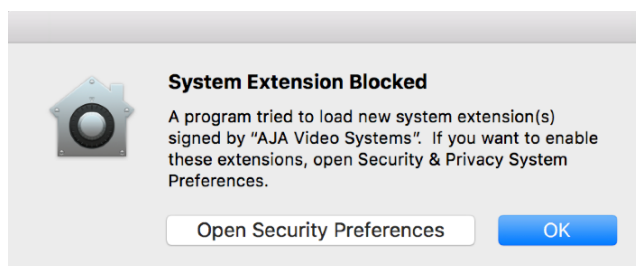 System Extension Blocked
A program tried to load new system extension(s)
signed by “AJA Video Systems”.  If you want to enable
these extensions, open Security & Privacy System
Preferences.
Open Security Preferences
OK